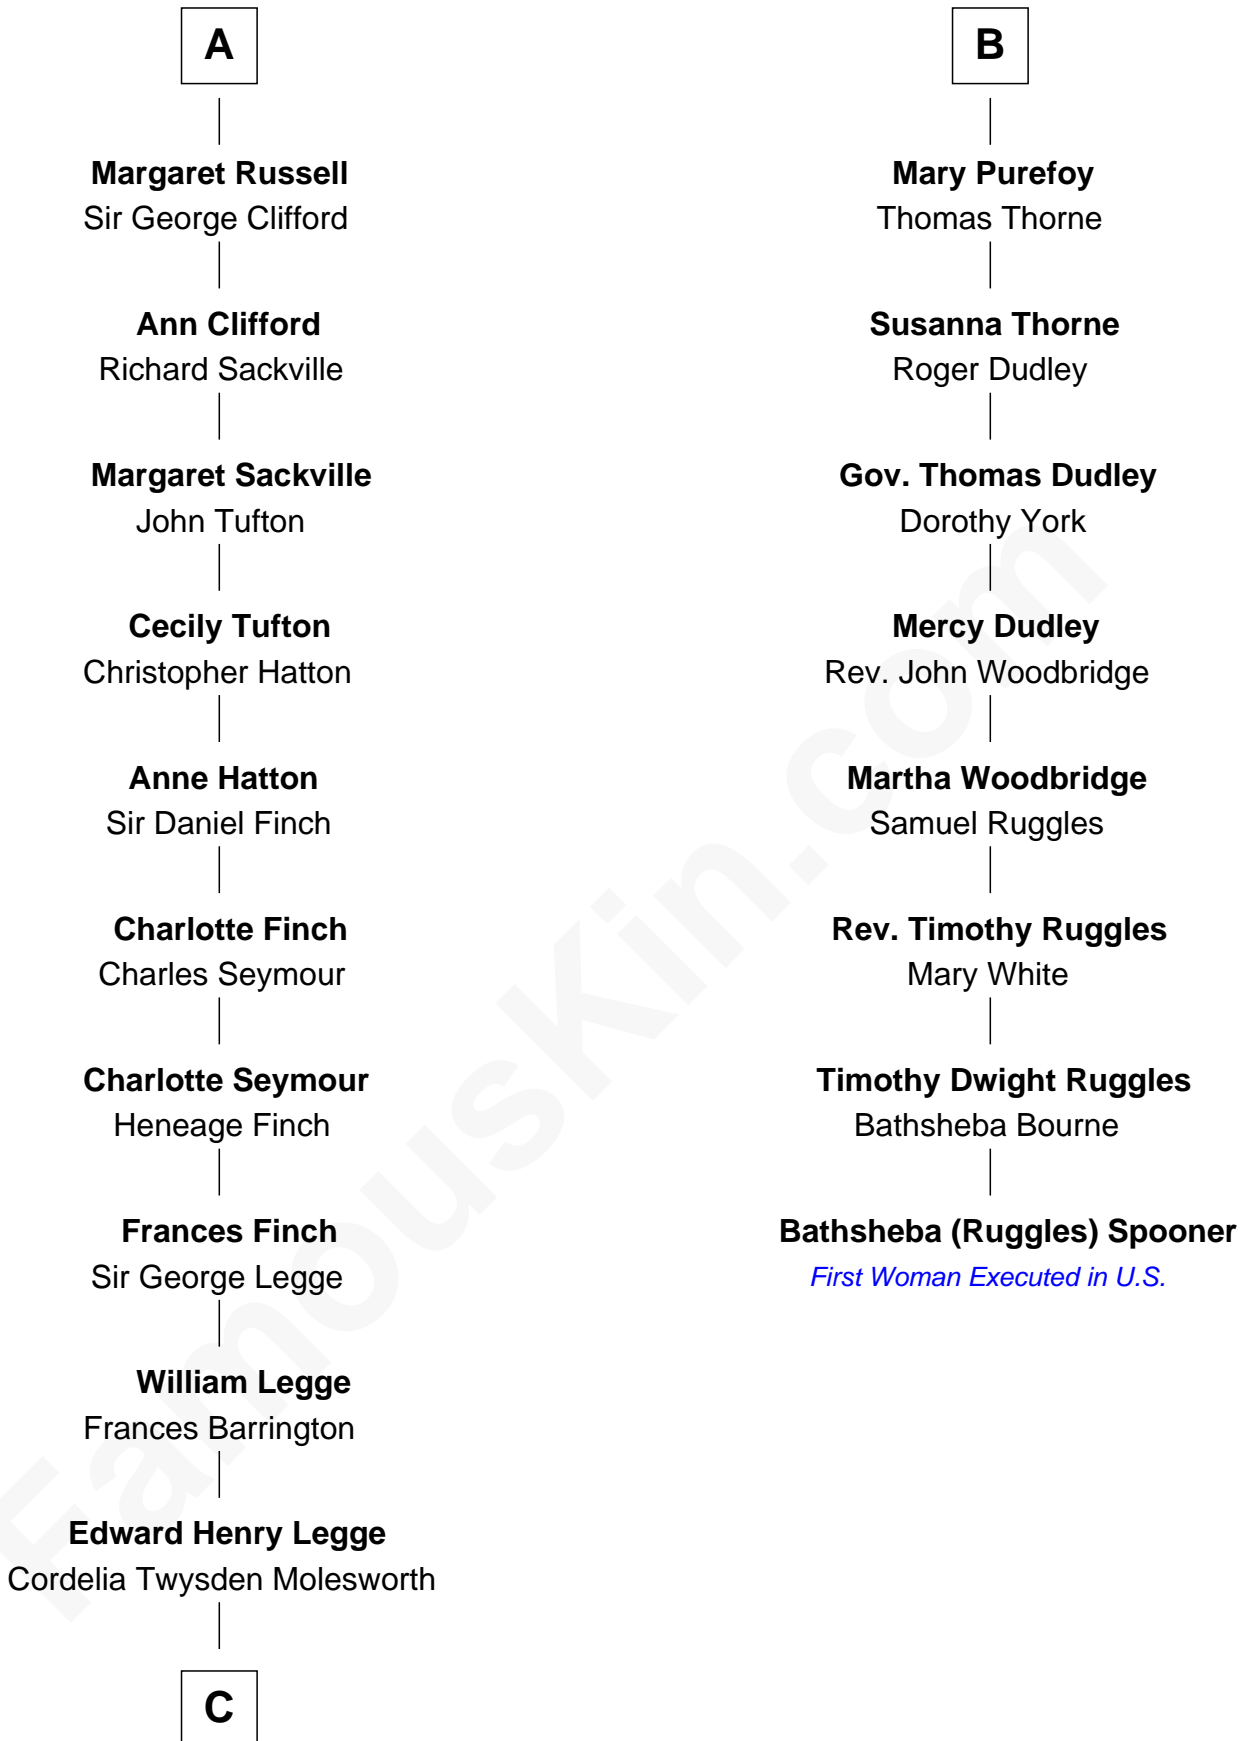 A
Margaret Russell
Sir George Clifford
Ann Clifford
Richard Sackville
Margaret Sackville
John Tufton
Cecily Tufton
Christopher Hatton
Anne Hatton
Sir Daniel Finch
Charlotte Finch
Charles Seymour
Charlotte Seymour
Heneage Finch
Frances Finch
Sir George Legge
William Legge
Frances Barrington
Edward Henry Legge
Cordelia Twysden Molesworth
C
B
Mary Purefoy
Thomas Thorne
Susanna Thorne
Roger Dudley
Gov. Thomas Dudley
Dorothy York
Mercy Dudley
Rev. John Woodbridge
Martha Woodbridge
Samuel Ruggles
Rev. Timothy Ruggles
Mary White
Timothy Dwight Ruggles
Bathsheba Bourne
Bathsheba (Ruggles) Spooner
First Woman Executed in U.S.
FamousKin.com